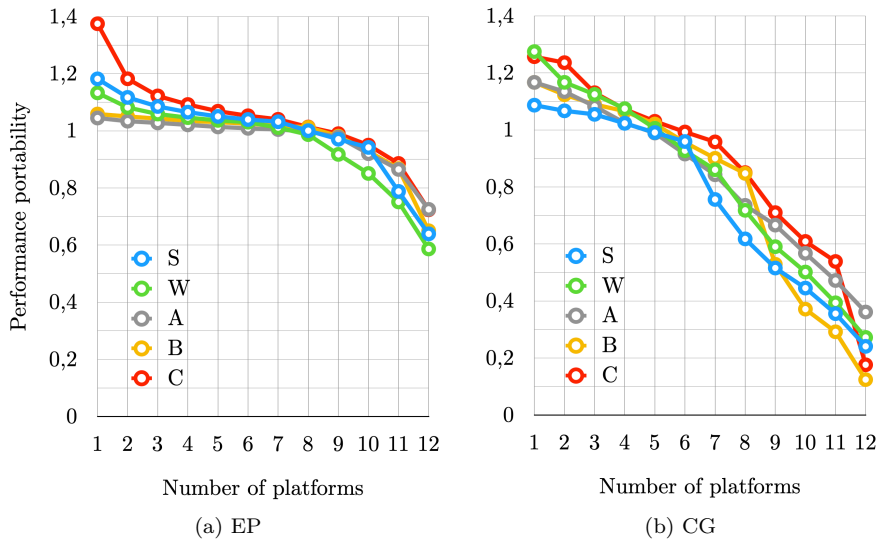 1,4
1,2
1
0,8
0,6
0,4
0,2
0
Performance portability
S
W
A
B
C
1 2 3 4 5 6 7 8 9 10 11 12
Number of platforms
(a) EP
1,4
1,2
1
0,8
0,6
0,4
0,2
0
S
W
A
B
C
1 2 3 4 5 6 7 8 9 10 11 12
Number of platforms
(b) CG